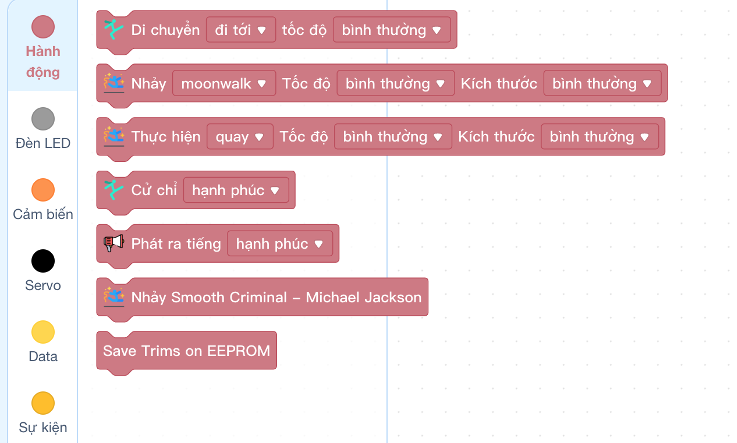 Hành động
Đèn LED
Cảm biến
Servo
Data
Sự kiện
Di chuyển đi tới tốc độ bình thường
Nhảy moonwalk Tốc độ bình thường Kích thước bình thường
Thực hiện quay Tốc độ bình thường Kích thước bình thường
Cử chỉ hạnh phúc
Phát ra tiếng hạnh phúc
Nhảy Smooth Criminal - Michael Jackson
Save Trims on EEPROM